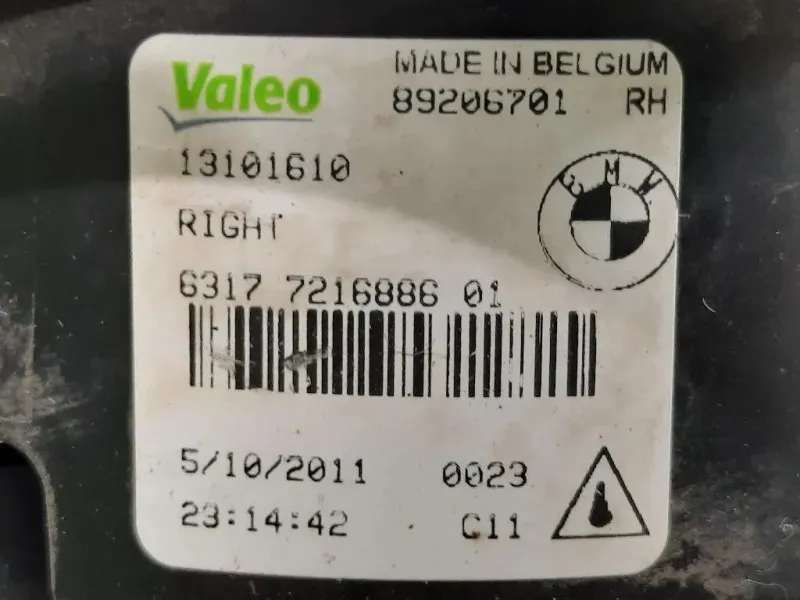 Valeo
MADE IN BELGIUM
89206701 RH
13101610
BMW
RIGHT
6317 7216886 01
5/10/2011 0023
23:14:42 C11